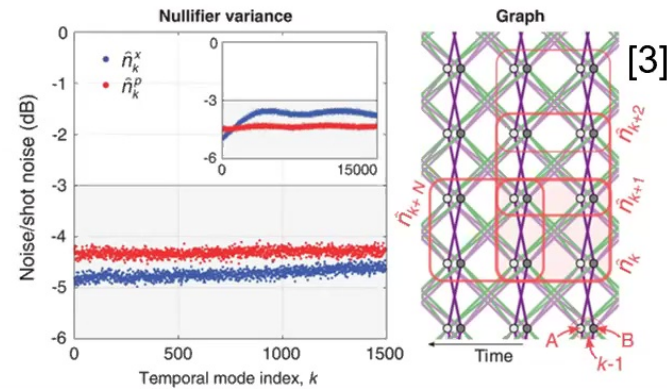 Nullifier variance
Graph
[3]
0
-1
-2
-3
-4
-5
-6
Noise/shot noise (dB)
n̂ₖˣ
n̂ₖᵖ
0
-3
-6
0
15000
0
500
1000
1500
Temporal mode index, k
n̂ₖ₊₂
n̂ₖ₊₁
n̂ₖ₊N
n̂ₖ
A
B
k-1
Time